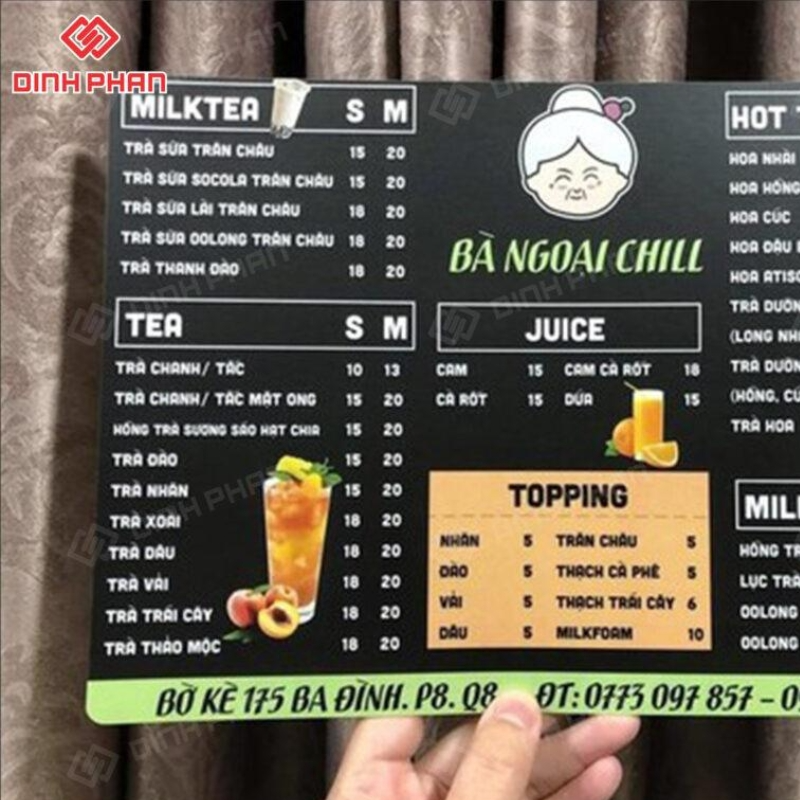 DINH PHAN
MILKTEA S M
TRÀ SỮA TRÂN CHÂU 15 20
TRÀ SỮA SOCOLA TRÂN CHÂU 15 20
TRÀ SỮA LÀI TRÂN CHÂU 18 20
TRÀ SỮA OOLONG TRÂN CHÂU 18 20
TRÀ THANH ĐÀO 18 20
TEA S M
TRÀ CHANH/ TẮC 10 13
TRÀ CHANH/ TẮC MẬT ONG 15 20
HỒNG TRÀ SƯƠNG SÁO HẠT CHIA 15 20
TRÀ ĐÀO 15 20
TRÀ NHÃN 15 20
TRÀ XOÀI 18 20
TRÀ DÂU 18 20
TRÀ VẢI 18 20
TRÀ TRÁI CÂY 18 20
TRÀ THẢO MỘC 18 20
BÀ NGOẠI CHILL
JUICE
CAM 15 CAM CÀ RỐT 18
CÀ RỐT 15 DỨA 15
TOPPING
NHÃN 5 TRÂN CHÂU 5
ĐÀO 5 THẠCH CÀ PHÊ 5
VẢI 5 THẠCH TRÁI CÂY 6
DÂU 5 MILKFOAM 10
HOT
HOA NHÀI
HOA HỒNG
HOA CÚC
HOA ĐẬU
HOA ATISO
TRÀ DƯỠN
(LONG NH
TRÀ DƯỠN
(HỒNG, CÚ
TRÀ HOA
MIL
HỒNG TR
LỤC TRÀ
OOLONG
OOLONG
BỜ KÈ 175 BA ĐÌNH. P8. Q8 ĐT: 0773 097 857 –